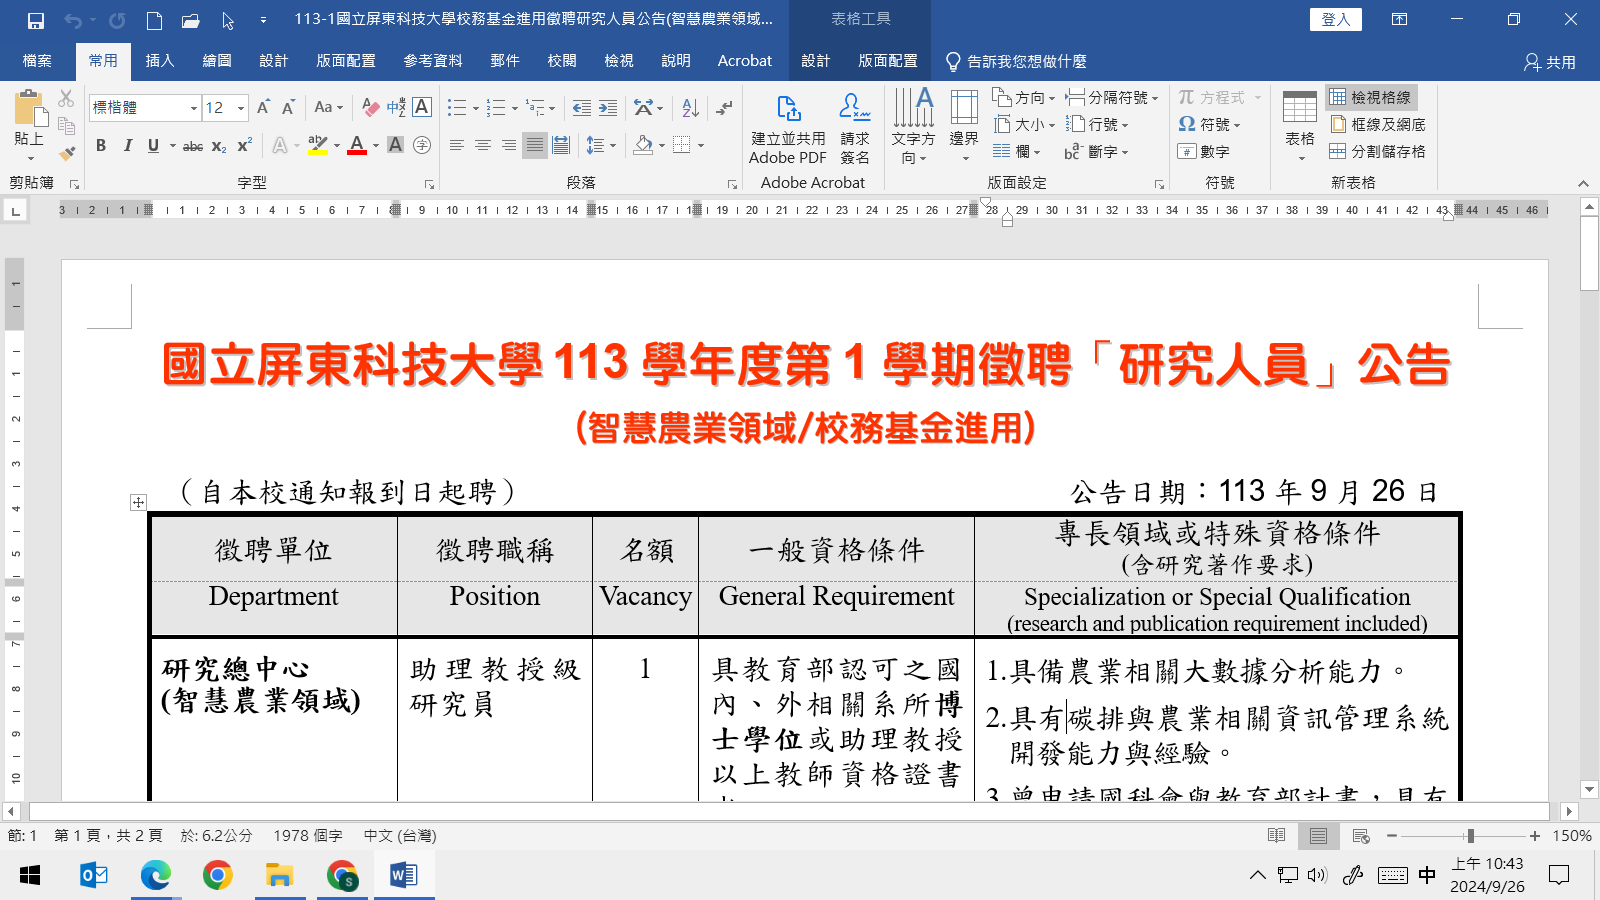 113-1國立屏東科技大學校務基金進用徵聘研究人員公告(智慧農業領域...
表格工具
登入
檔案 常用 插入 繪圖 設計 版面配置 參考資料 郵件 校閱 檢視 說明 Acrobat 設計 版面配置 告訴我您想做什麼 共用
標楷體 12
貼上
剪貼簿
字型
段落
建立並共用 Adobe PDF
請求簽名
Adobe Acrobat
文字方向
邊界
方向 分隔符號
大小 行號
欄 斷字
版面設定
方程式
符號
數字
符號
表格
檢視格線
框線及網底
分割儲存格
新表格
國立屏東科技大學 113 學年度第 1 學期徵聘「研究人員」公告
(智慧農業領域/校務基金進用)
（自本校通知報到日起聘） 公告日期：113 年 9 月 26 日
徵聘單位 徵聘職稱 名額 一般資格條件 專長領域或特殊資格條件
(含研究著作要求)
Department Position Vacancy General Requirement Specialization or Special Qualification
(research and publication requirement included)
研究總中心
(智慧農業領域)
助理教授級
研究員
1
具教育部認可之國
內、外相關系所博
士學位或助理教授
以上教師資格證書
1.具備農業相關大數據分析能力。
2.具有碳排與農業相關資訊管理系統
開發能力與經驗。
3.曾申請國科會與教育部計畫，具有
節: 1 第 1 頁，共 2 頁 於: 6.2公分 1978 個字 中文 (台灣) 150%
中 上午 10:43
2024/9/26